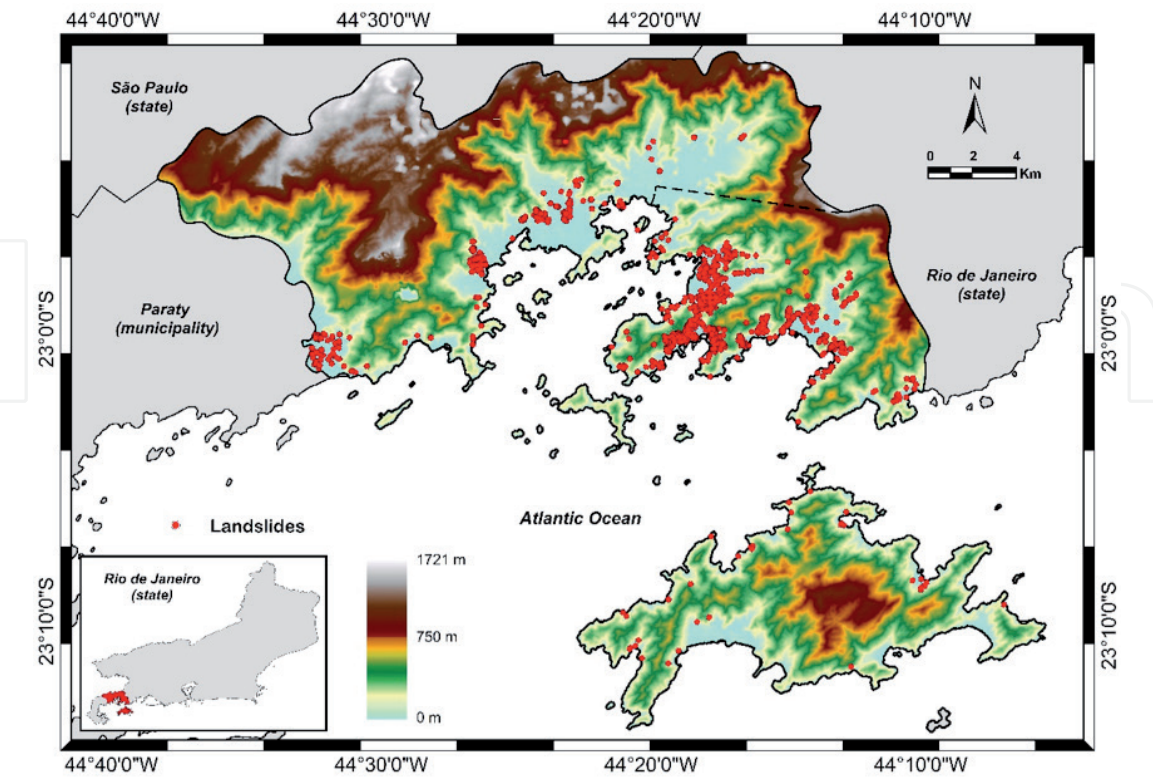 44°40'0"W 44°30'0"W 44°20'0"W 44°10'0"W
São Paulo
(state)
N
0 2 4
Km
Rio de Janeiro
(state)
Paraty
(municipality)
23°0'0"S
23°0'0"S
Atlantic Ocean
Landslides
1721 m
750 m
0 m
Rio de Janeiro
(state)
23°10'0"S
23°10'0"S
44°40'0"W 44°30'0"W 44°20'0"W 44°10'0"W